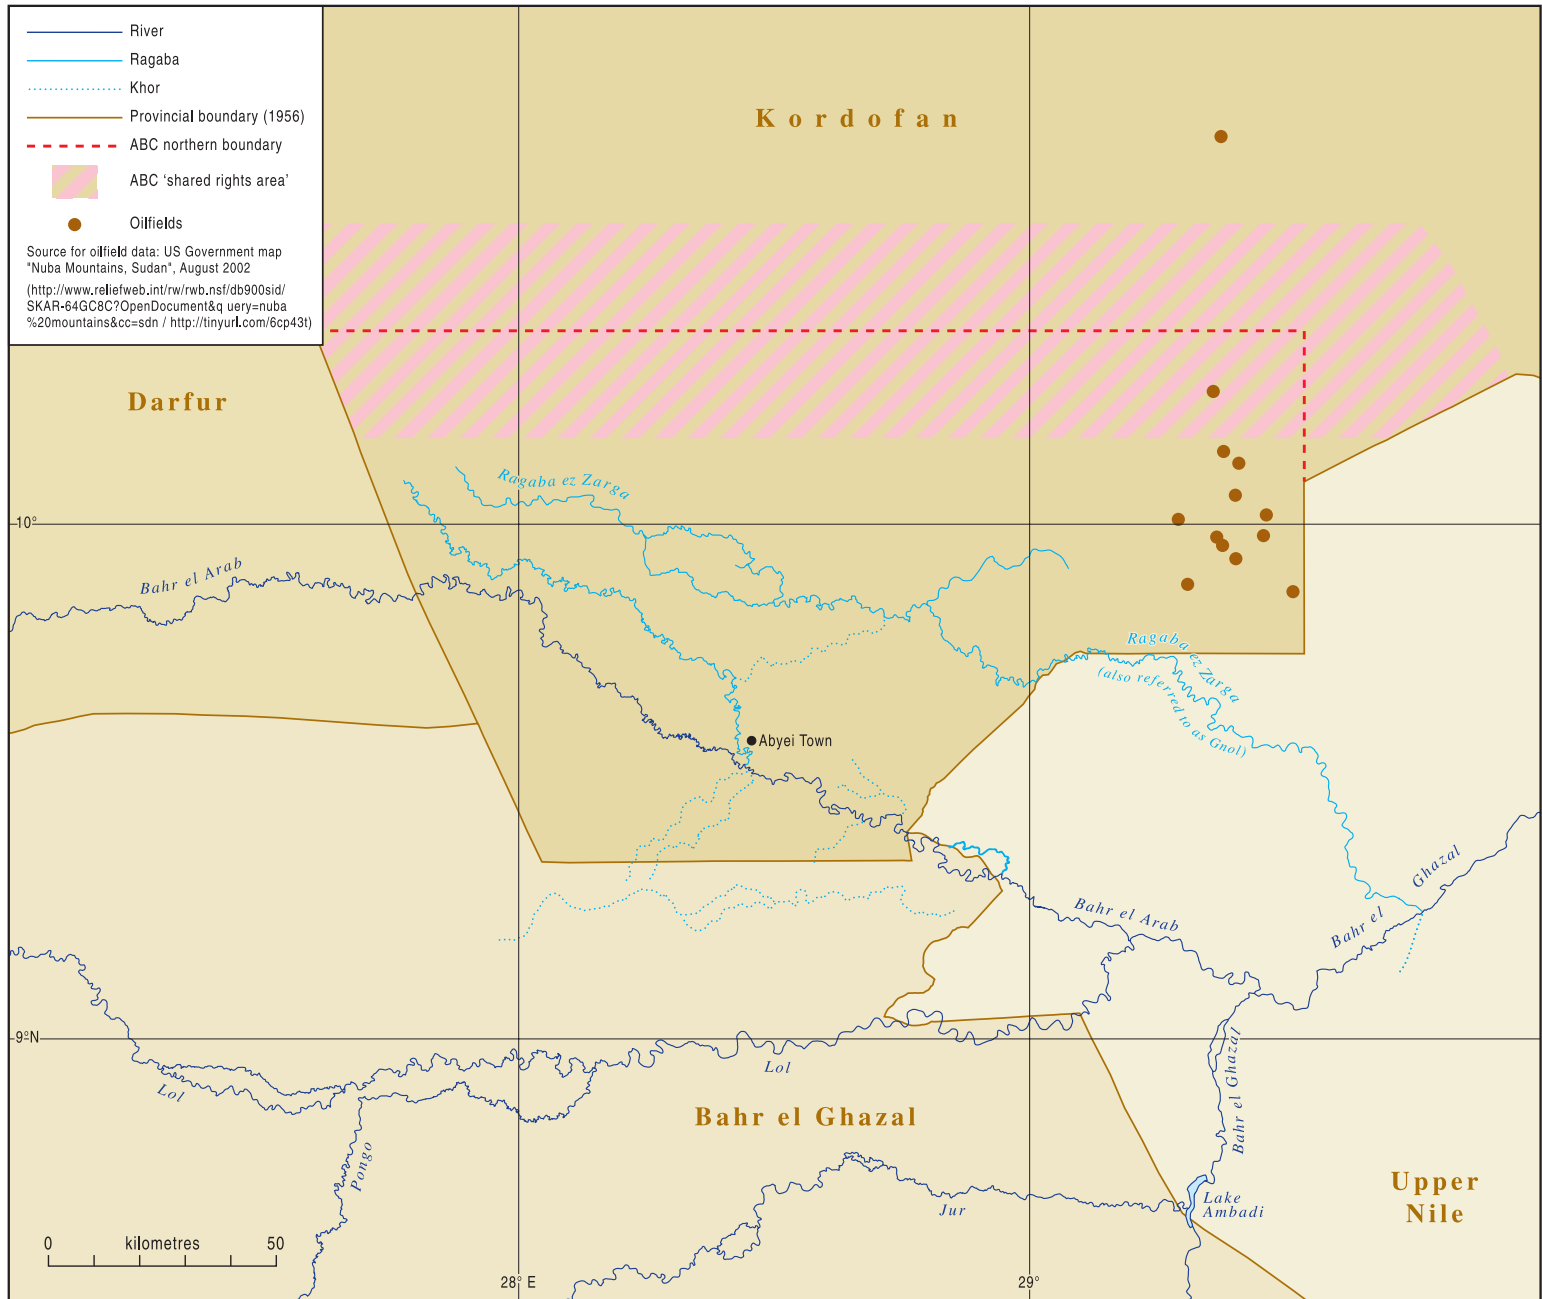 River
Ragaba
Khor
Provincial boundary (1956)
ABC northern boundary
ABC ‘shared rights area’
Oilfields
Source for oilfield data: US Government map
"Nuba Mountains, Sudan", August 2002
(http://www.reliefweb.int/rw/rwb.nsf/db900sid/
SKAR-64GC8C?OpenDocument&q uery=nuba
%20mountains&cc=sdn / http://tinyurl.com/6cp43t)
Kordofan
Darfur
Ragaba ez Zarga
10°
Bahr el Arab
Ragaba ez Zarga
(also referred to as Gnol)
Abyei Town
Bahr el Arab
Bahr el Ghazal
9°N
Lol
Lol
Bahr el Ghazal
Bahr el Ghazal
Pongo
Jur
Lake
Ambadi
Upper
Nile
0 kilometres 50
28° E
29°